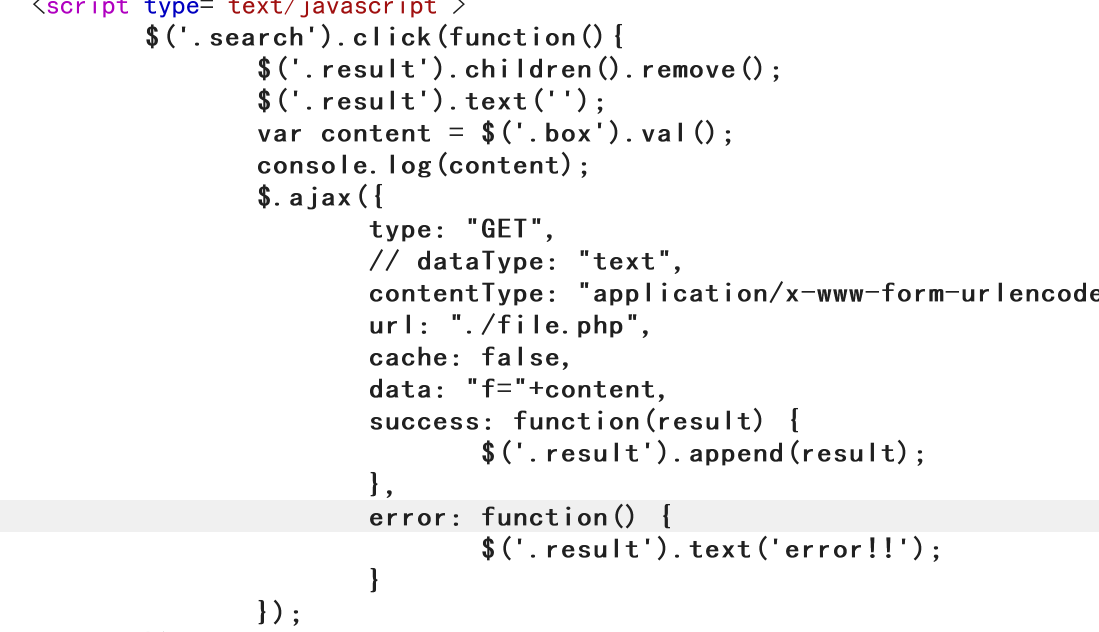 <script type= text/javascript >
$('.search').click(function(){
$('.result').children().remove();
$('.result').text('');
var content = $('.box').val();
console.log(content);
$.ajax({
type: "GET",
// dataType: "text",
contentType: "application/x-www-form-urlencode
url: "./file.php",
cache: false,
data: "f="+content,
success: function(result) {
$('.result').append(result);
},
error: function() {
$('.result').text('error!!');
}
});